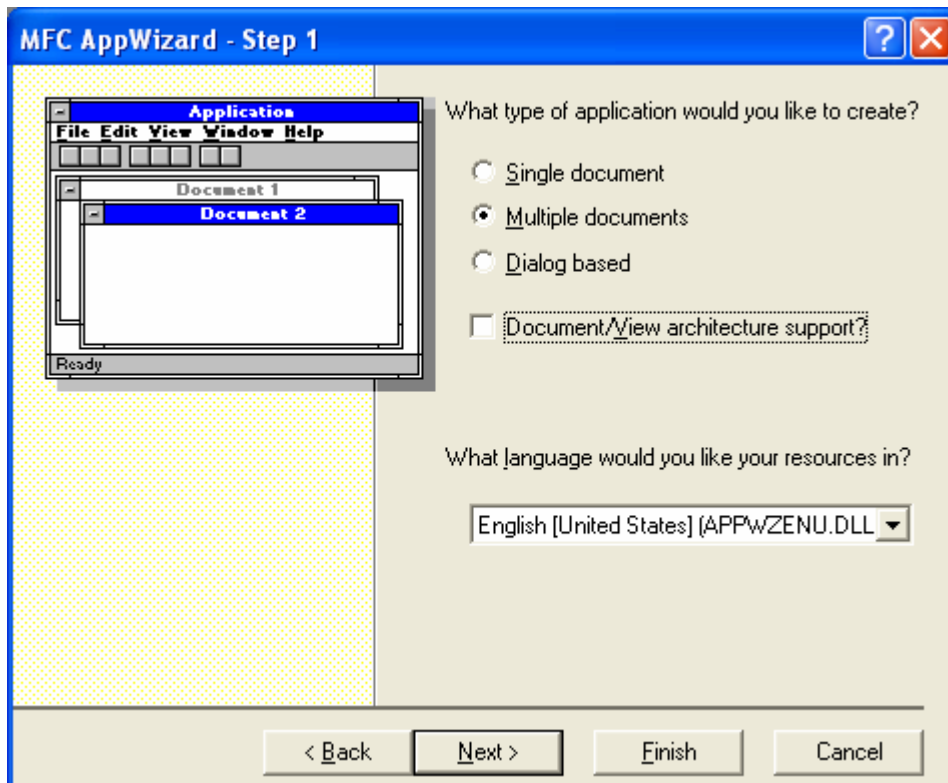 MFC AppWizard - Step 1
?
Application
File Edit View Window Help
Document 1
Document 2
Ready
What type of application would you like to create?
Single document
Multiple documents
Dialog based
Document/View architecture support?
What language would you like your resources in?
English [United States] (APPWZENU.DLL
< Back Next > Finish Cancel